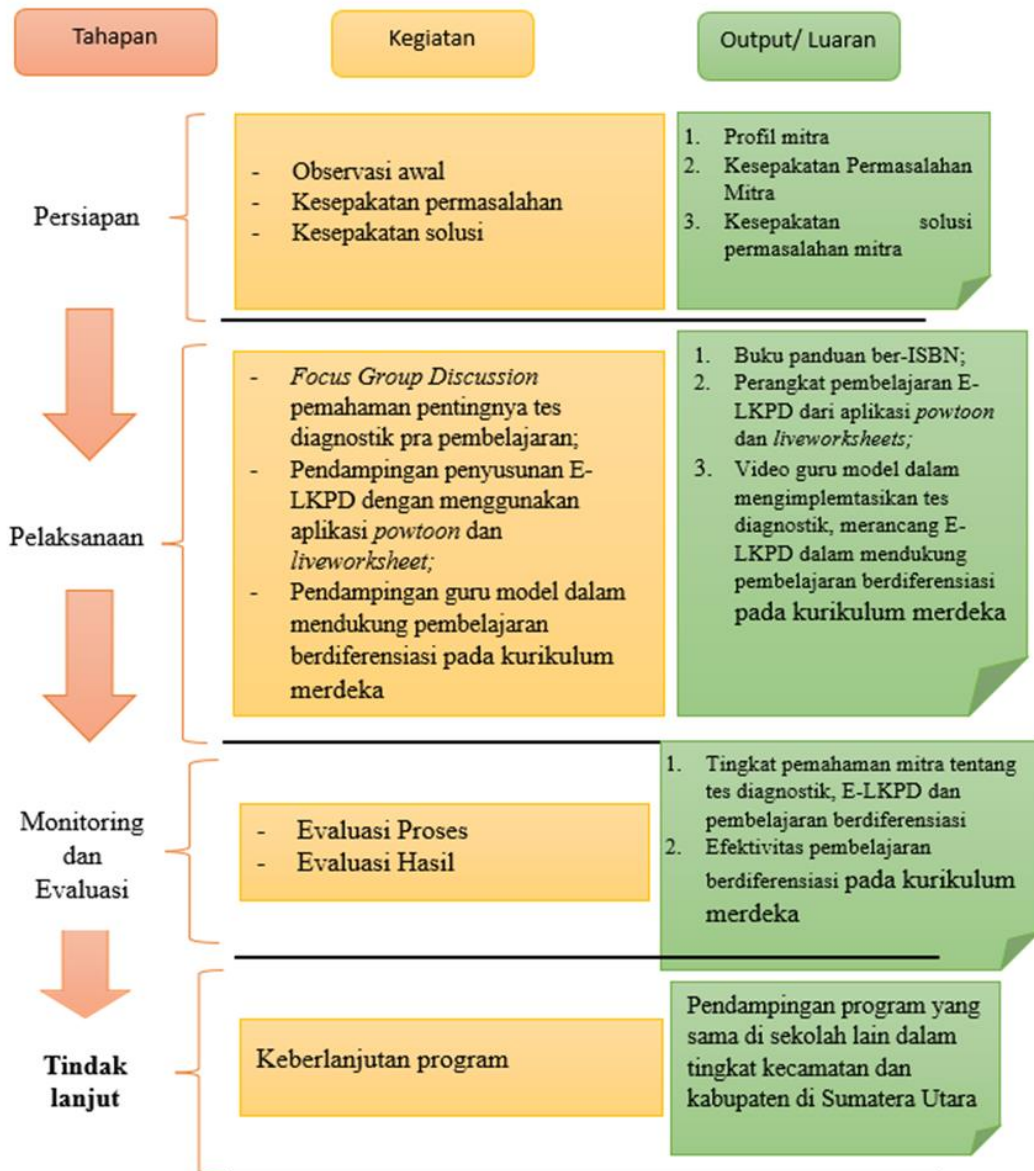 Tahapan
Kegiatan
Output/ Luaran
Persiapan
- Observasi awal
- Kesepakatan permasalahan
- Kesepakatan solusi
1. Profil mitra
2. Kesepakatan Permasalahan
Mitra
3. Kesepakatan solusi
permasalahan mitra
Pelaksanaan
- Focus Group Discussion
pemahaman pentingnya tes
diagnostik pra pembelajaran;
- Pendampingan penyusunan E-
LKPD dengan menggunakan
aplikasi powtoon dan
liveworksheet;
- Pendampingan guru model dalam
mendukung pembelajaran
berdiferensiasi pada kurikulum
merdeka
1. Buku panduan ber-ISBN;
2. Perangkat pembelajaran E-
LKPD dari aplikasi powtoon
dan liveworksheets;
3. Video guru model dalam
mengimplemtasikan tes
diagnostik, merancang E-
LKPD dalam mendukung
pembelajaran berdiferensiasi
pada kurikulum merdeka
Monitoring
dan
Evaluasi
- Evaluasi Proses
- Evaluasi Hasil
1. Tingkat pemahaman mitra tentang
tes diagnostik, E-LKPD dan
pembelajaran berdiferensiasi
2. Efektivitas pembelajaran
berdiferensiasi pada kurikulum
merdeka
Tindak
lanjut
Keberlanjutan program
Pendampingan program yang
sama di sekolah lain dalam
tingkat kecamatan dan
kabupaten di Sumatera Utara